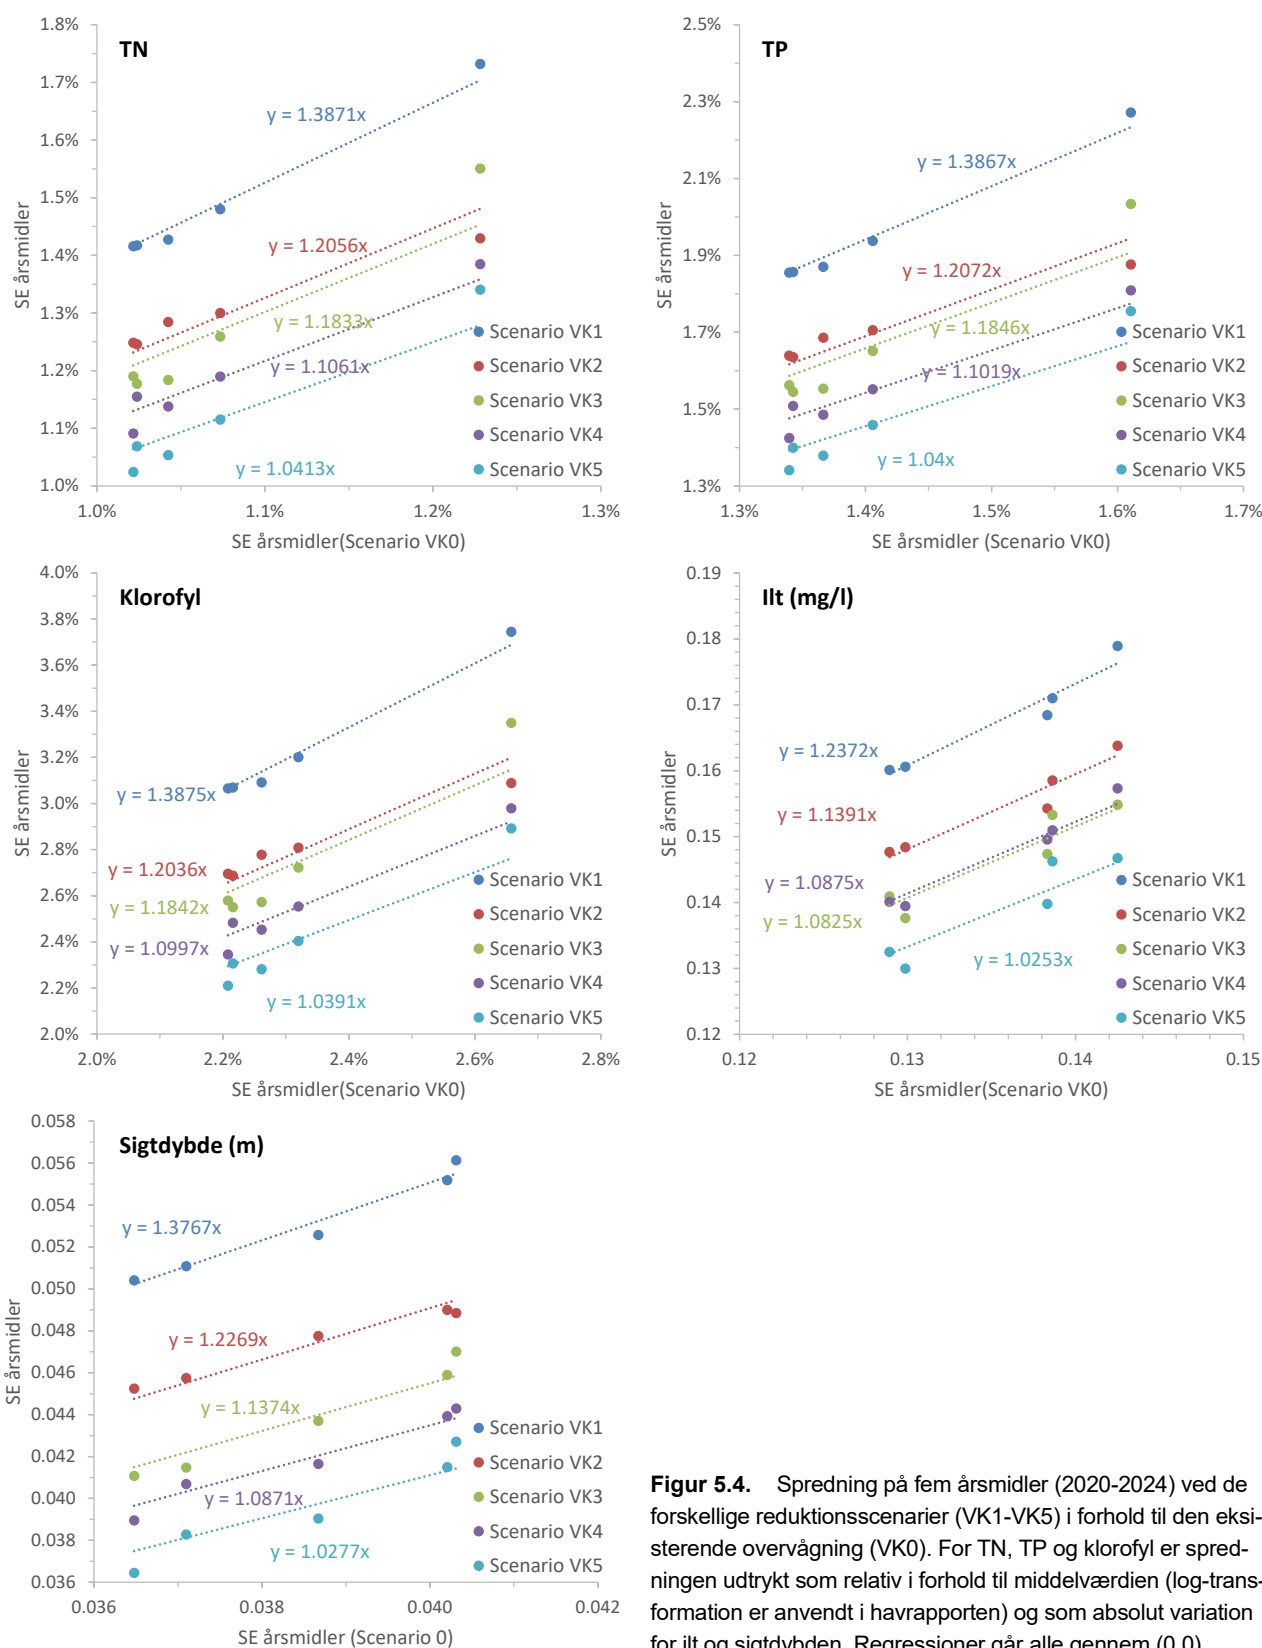 TN
1.8%
1.7%
1.6%
1.5%
1.4%
1.3%
1.2%
1.1%
1.0%
SE årsmidler
y = 1.3871x
y = 1.2056x
y = 1.1833x
y = 1.1061x
y = 1.0413x
Scenario VK1
Scenario VK2
Scenario VK3
Scenario VK4
Scenario VK5
1.0% 1.1% 1.2% 1.3%
SE årsmidler(Scenario VK0)
TP
2.5%
2.3%
2.1%
1.9%
1.7%
1.5%
1.3%
SE årsmidler
y = 1.3867x
y = 1.2072x
y = 1.1846x
y = 1.1019x
y = 1.04x
Scenario VK1
Scenario VK2
Scenario VK3
Scenario VK4
Scenario VK5
1.3% 1.4% 1.5% 1.6% 1.7%
SE årsmidler (Scenario VK0)
Klorofyl
4.0%
3.8%
3.6%
3.4%
3.2%
3.0%
2.8%
2.6%
2.4%
2.2%
2.0%
SE årsmidler
y = 1.3875x
y = 1.2036x
y = 1.1842x
y = 1.0997x
y = 1.0391x
Scenario VK1
Scenario VK2
Scenario VK3
Scenario VK4
Scenario VK5
2.0% 2.2% 2.4% 2.6% 2.8%
SE årsmidler(Scenario VK0)
Ilt (mg/l)
0.19
0.18
0.17
0.16
0.15
0.14
0.13
0.12
SE årsmidler
y = 1.2372x
y = 1.1391x
y = 1.0875x
y = 1.0825x
y = 1.0253x
Scenario VK1
Scenario VK2
Scenario VK3
Scenario VK4
Scenario VK5
0.12 0.13 0.14 0.15
SE årsmidler(Scenario VK0)
Sigtdybde (m)
0.058
0.056
0.054
0.052
0.050
0.048
0.046
0.044
0.042
0.040
0.038
0.036
SE årsmidler
y = 1.3767x
y = 1.2269x
y = 1.1374x
y = 1.0871x
y = 1.0277x
Scenario VK1
Scenario VK2
Scenario VK3
Scenario VK4
Scenario VK5
0.036 0.038 0.040 0.042
SE årsmidler (Scenario 0)
Figur 5.4. Spredning på fem årsmidler (2020-2024) ved de
forskellige reduktionsscenarier (VK1-VK5) i forhold til den eksi-
sterende overvågning (VK0). For TN, TP og klorofyl er spred-
ningen udtrykt som relativ i forhold til middelværdien (log-trans-
formation er anvendt i havrapporten) og som absolut variation
for ilt og sigtdybden. Regressioner går alle gennem (0,0).